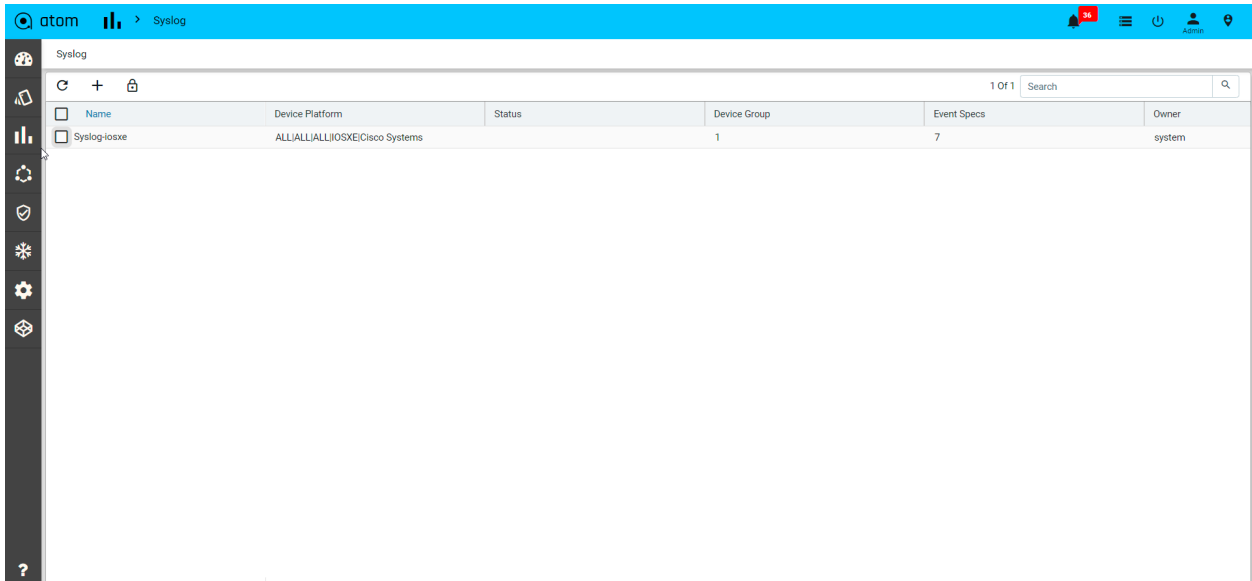 atom > Syslog 36 Admin
Syslog
1 Of 1 Search
Name Device Platform Status Device Group Event Specs Owner
Syslog-iosxe ALL|ALL|ALL|IOSXE|Cisco Systems 1 7 system
?